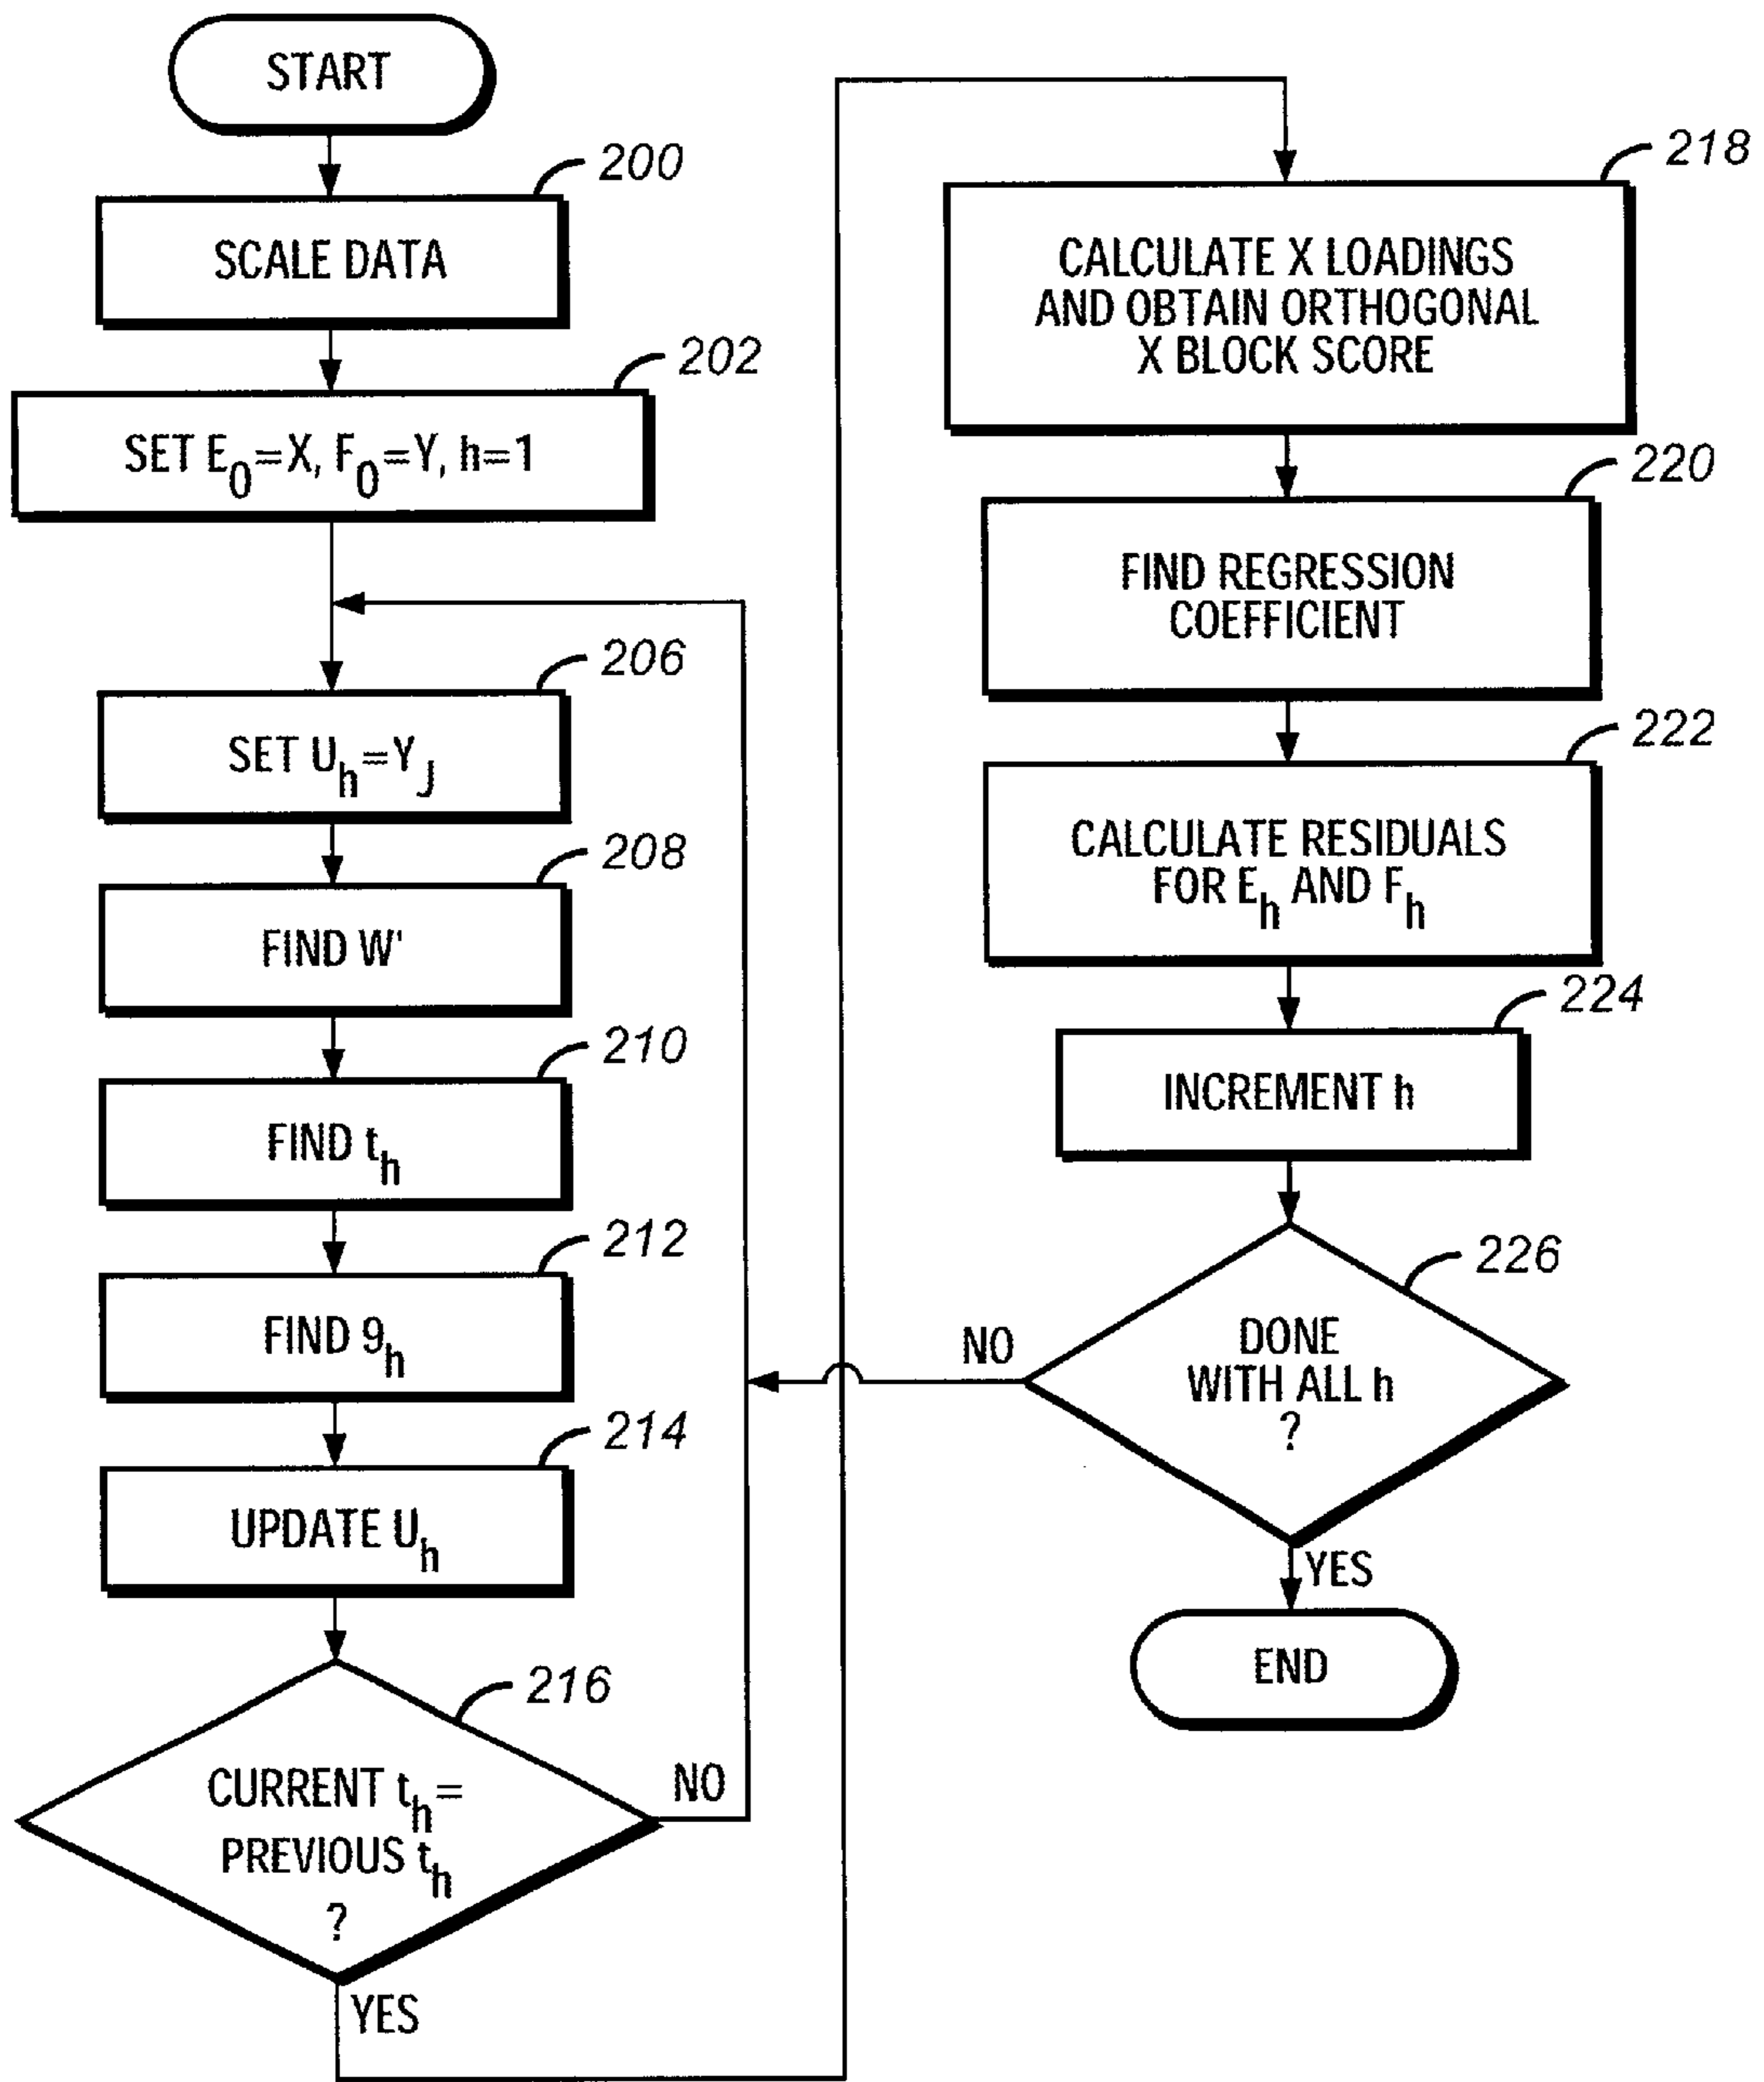 START
200
SCALE DATA
202
SET E₀=X, F₀=Y, h=1
206
SET Uₕ=Y_J
208
FIND W'
210
FIND tₕ
212
FIND 9ₕ
214
UPDATE Uₕ
216
CURRENT tₕ=
PREVIOUS tₕ
?
NO
YES
218
CALCULATE X LOADINGS
AND OBTAIN ORTHOGONAL
X BLOCK SCORE
220
FIND REGRESSION
COEFFICIENT
222
CALCULATE RESIDUALS
FOR Eₕ AND Fₕ
224
INCREMENT h
226
DONE
WITH ALL h
?
NO
YES
END